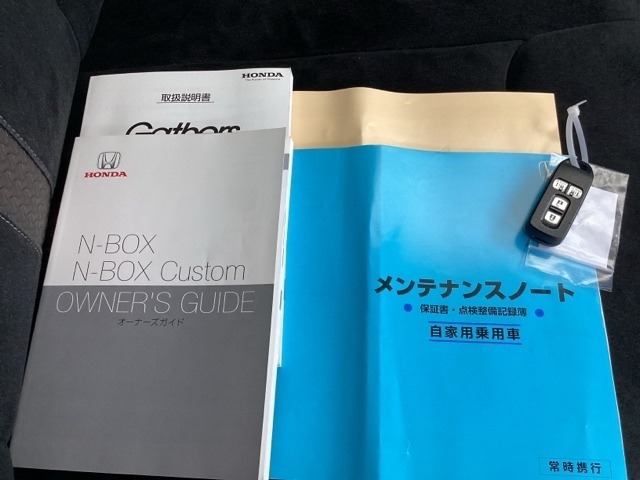 HONDA
取扱説明書
Gathers
HONDA
N-BOX
N-BOX Custom
OWNER'S GUIDE
オーナーズガイド
メンテナンスノート
保証書・点検整備記録簿
自家用乗用車
常時携行